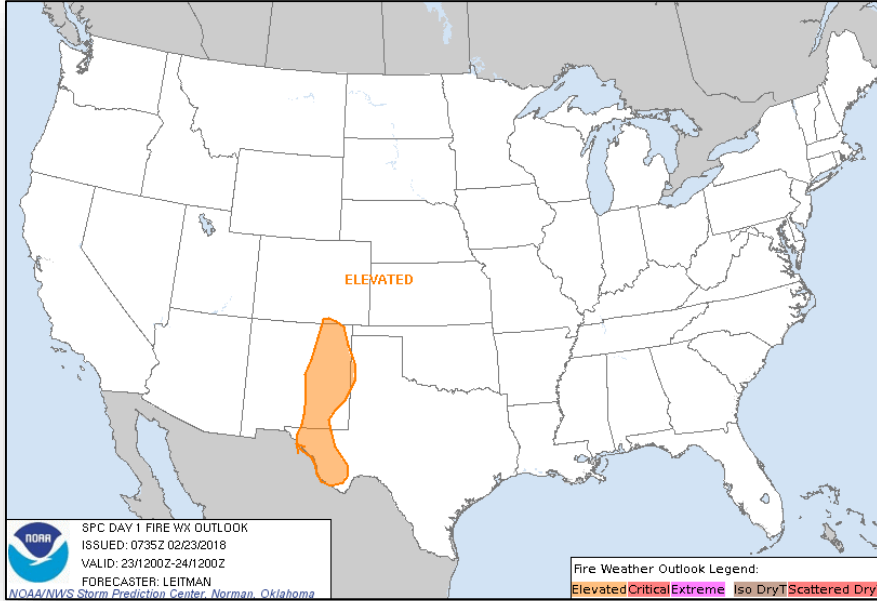 ELEVATED
NOAA
SPC DAY 1 FIRE WX OUTLOOK
ISSUED: 0735Z 02/23/2018
VALID: 23/1200Z-24/1200Z
FORECASTER: LEITMAN
NOAA/NWS Storm Prediction Center, Norman, Oklahoma
Fire Weather Outlook Legend:
Elevated Critical Extreme Iso DryT Scattered Dry